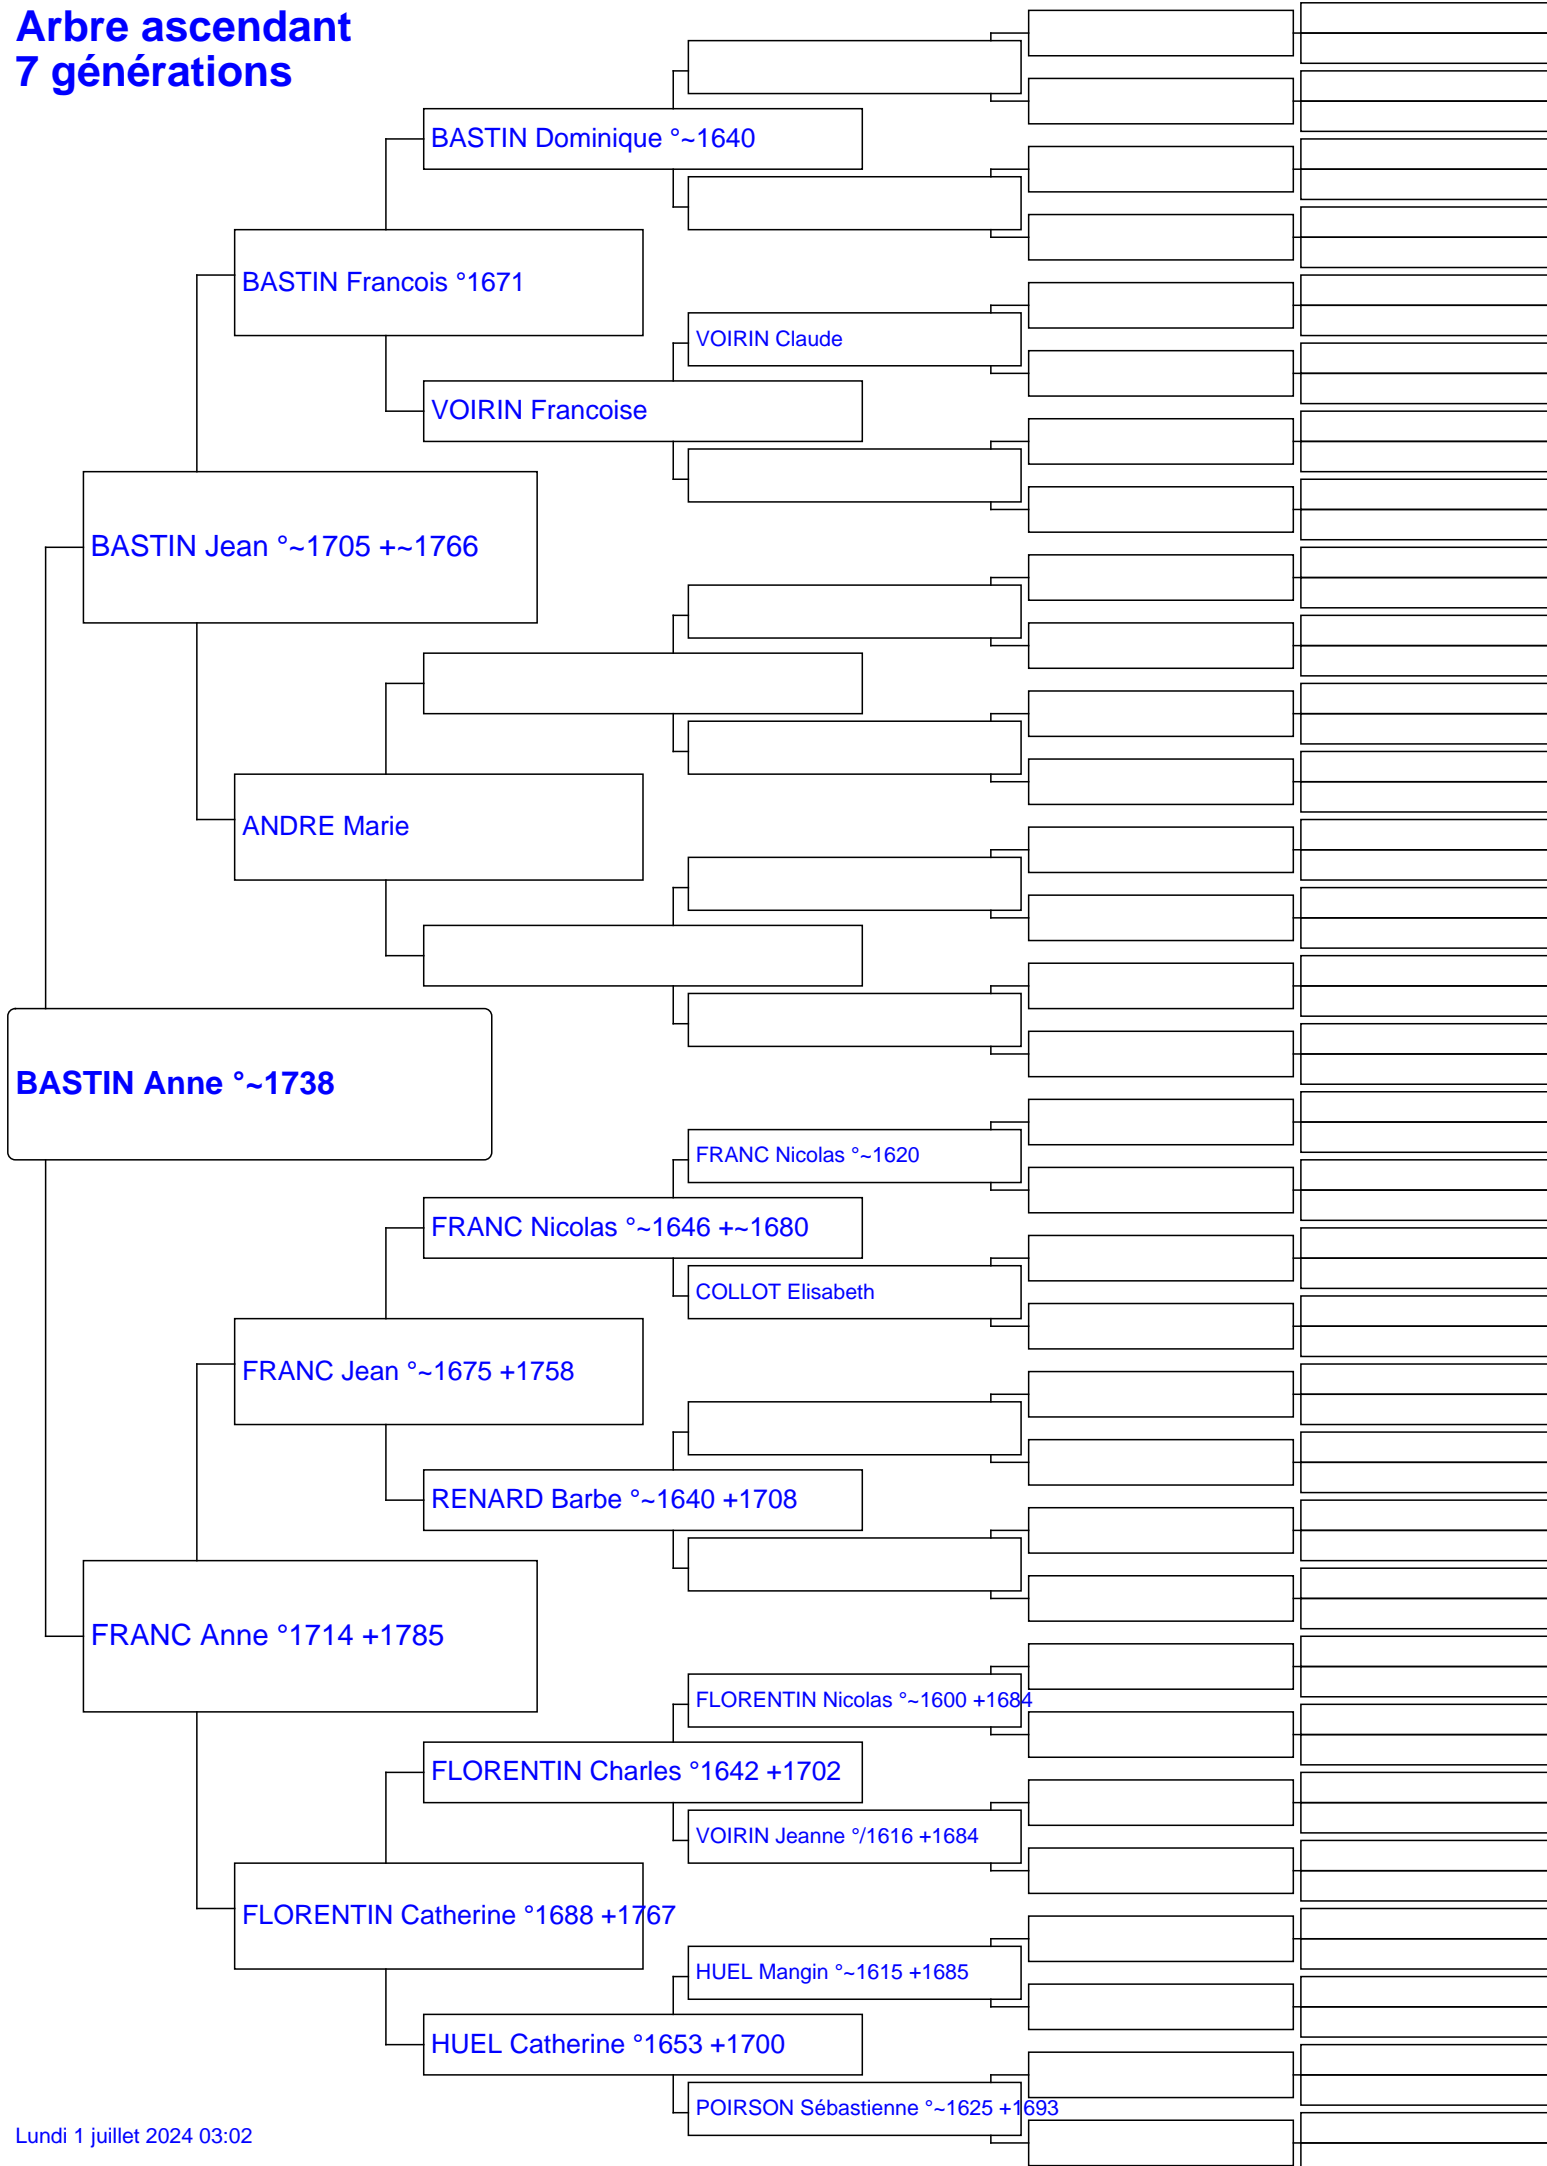 Arbre ascendant
7 générations
BASTIN Dominique °~1640
BASTIN Francois °1671
VOIRIN Claude
VOIRIN Francoise
BASTIN Jean °~1705 +~1766
ANDRE Marie
BASTIN Anne °~1738
FRANC Nicolas °~1620
FRANC Nicolas °~1646 +~1680
COLLOT Elisabeth
FRANC Jean °~1675 +1758
RENARD Barbe °~1640 +1708
FRANC Anne °1714 +1785
FLORENTIN Nicolas °~1600 +1684
FLORENTIN Charles °1642 +1702
VOIRIN Jeanne °/1616 +1684
FLORENTIN Catherine °1688 +1767
HUEL Mangin °~1615 +1685
HUEL Catherine °1653 +1700
POIRSON Sébastienne °~1625 +1693
Lundi 1 juillet 2024 03:02